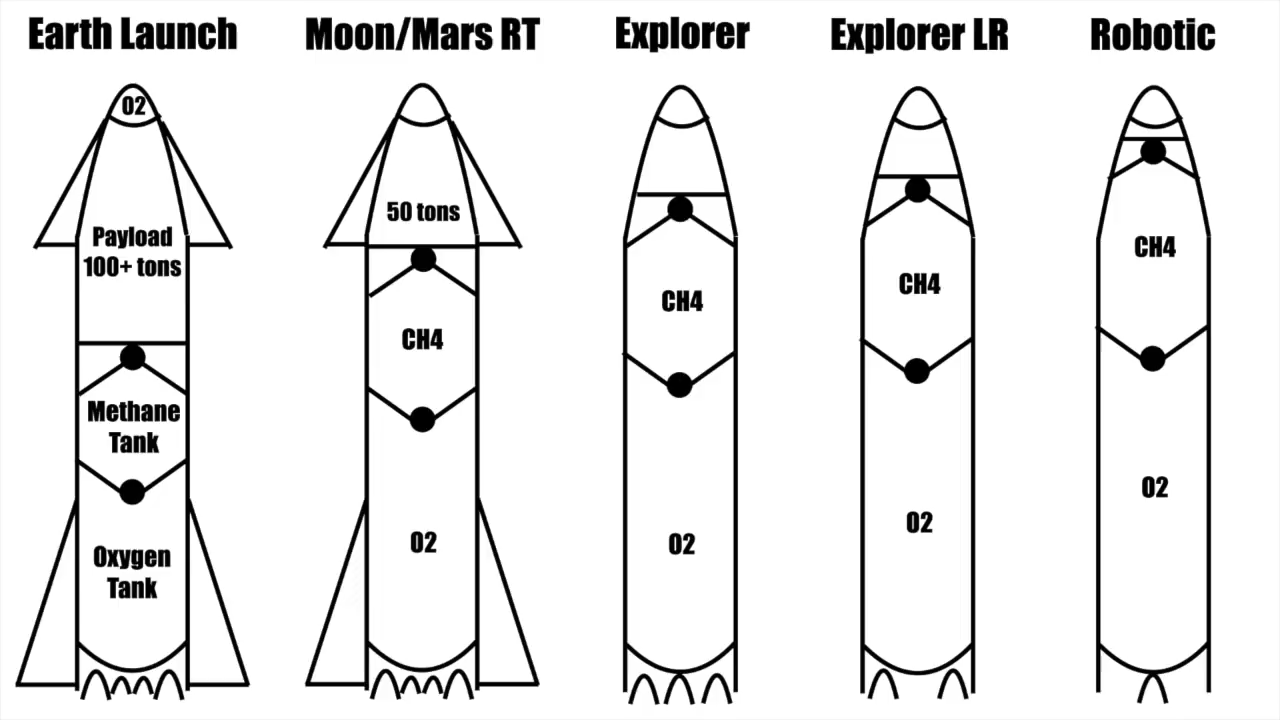 Earth Launch
Moon/Mars RT
Explorer
Explorer LR
Robotic
O2
Payload
100+ tons
Methane
Tank
Oxygen
Tank
50 tons
CH4
O2
CH4
O2
CH4
O2
CH4
O2